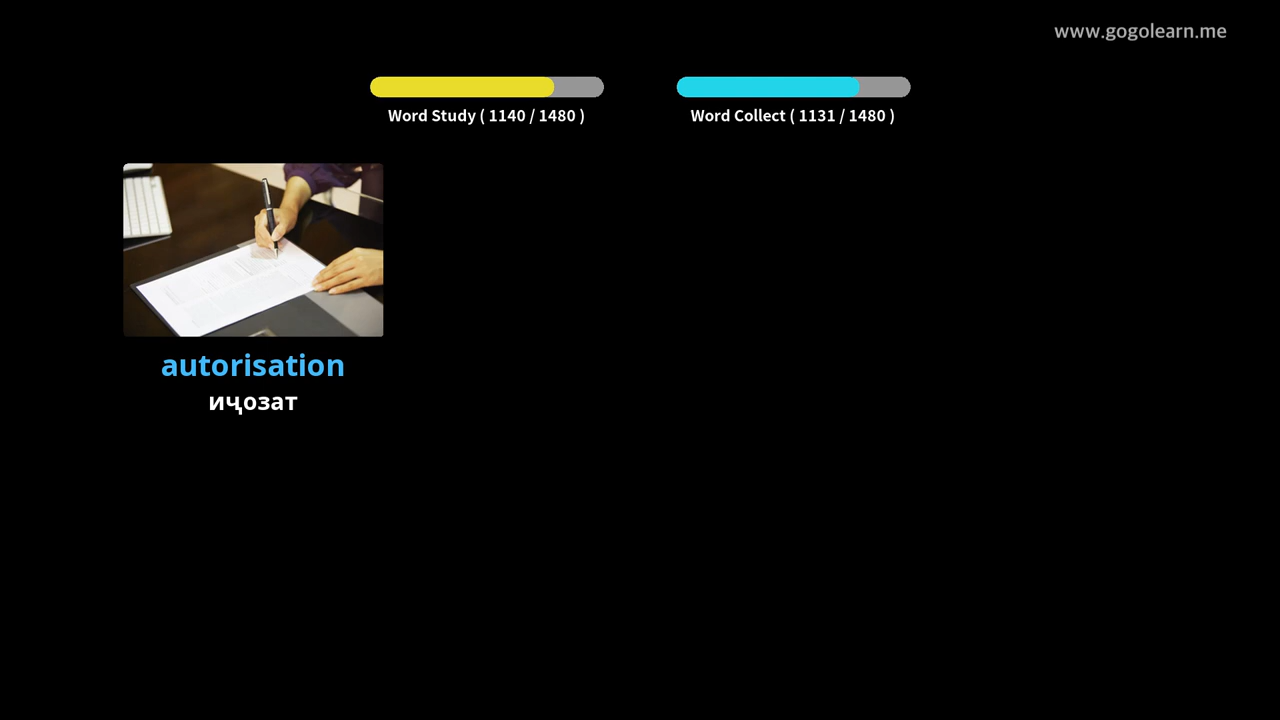 www.gogolearn.me
Word Study ( 1140 / 1480 )
Word Collect ( 1131 / 1480 )
autorisation
иҷозат